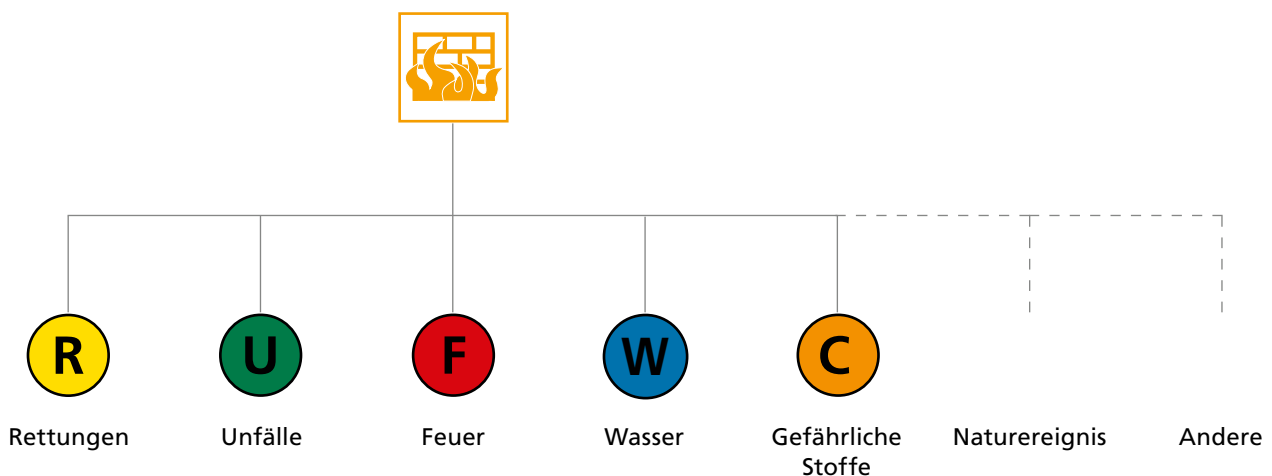 R U F W C
Rettungen Unfälle Feuer Wasser Gefährliche Stoffe Naturereignis Andere